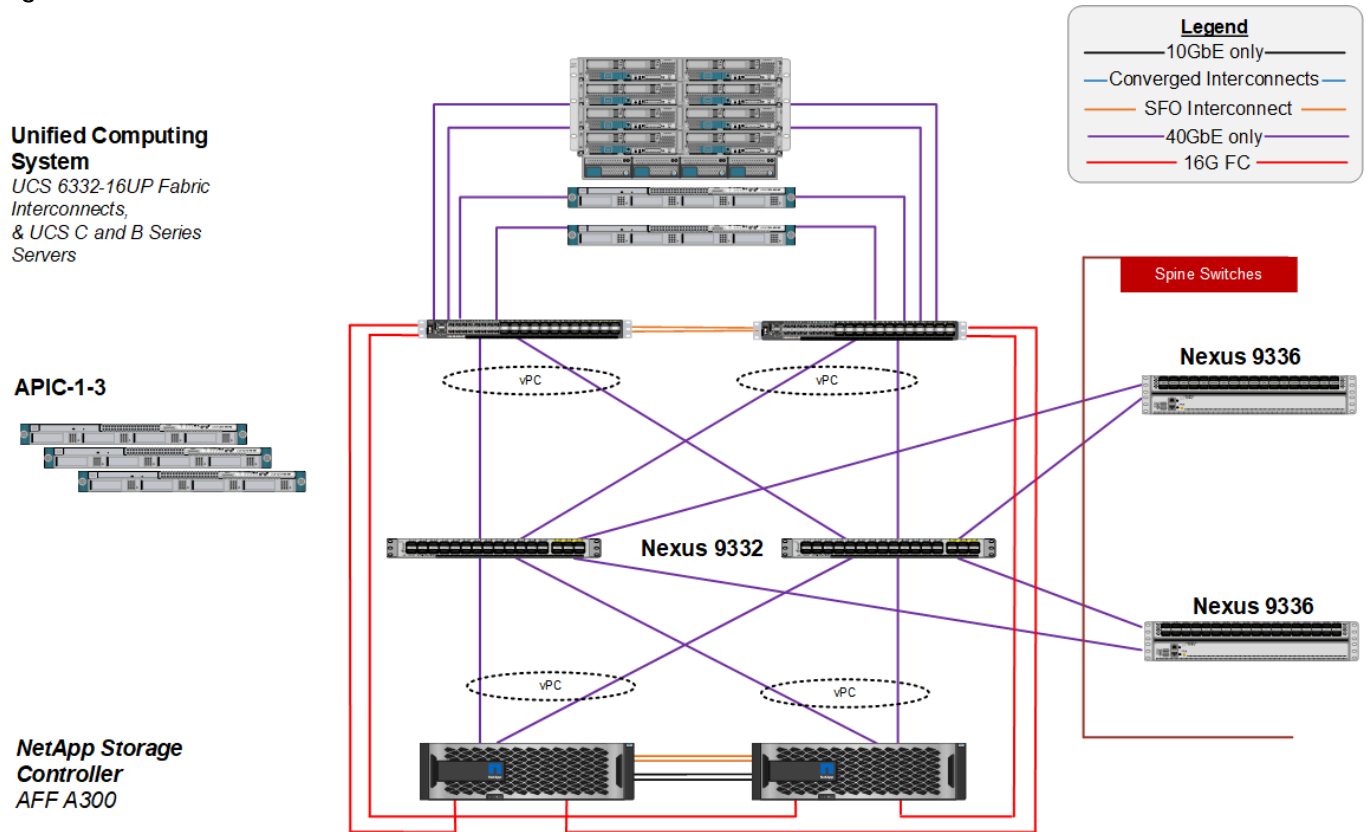 Legend
10GbE only
Converged Interconnects
SFO Interconnect
40GbE only
16G FC
Unified Computing
System
UCS 6332-16UP Fabric
Interconnects,
& UCS C and B Series
Servers
Spine Switches
vPC
vPC
Nexus 9336
APIC-1-3
Nexus 9332
Nexus 9336
vPC
vPC
NetApp Storage
Controller
AFF A300